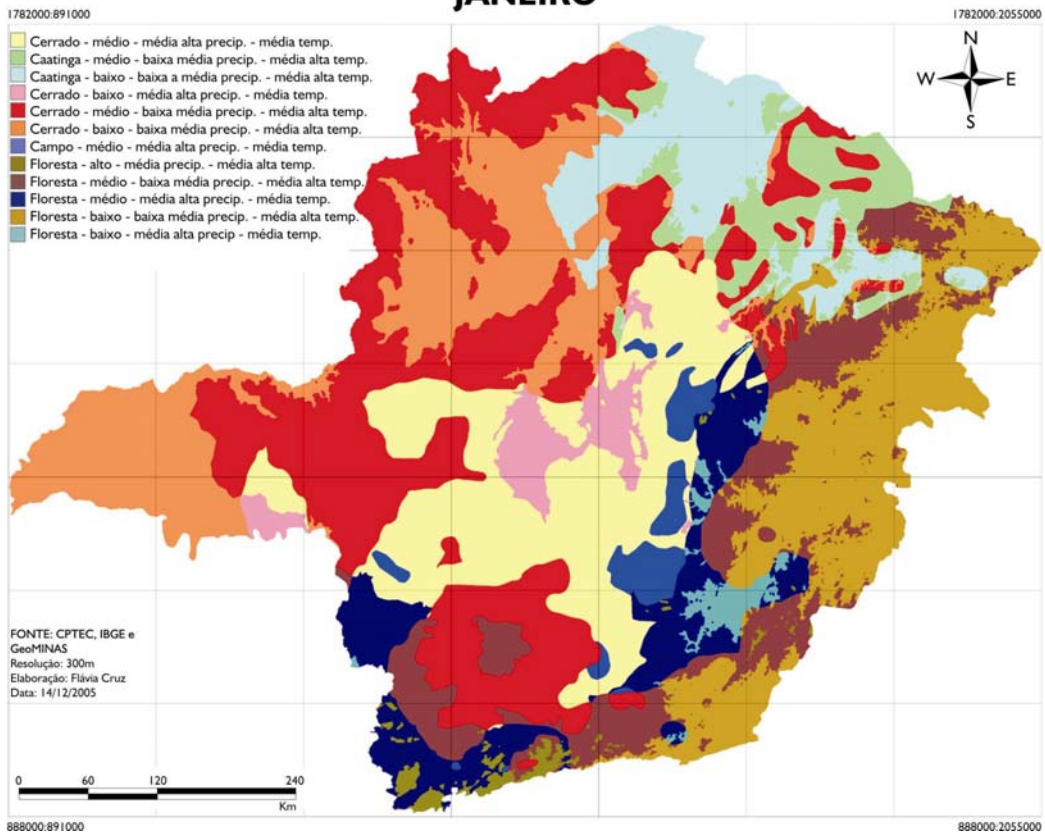 JANEIRO
1782000:891000
1782000:2055000
Cerrado - médio - média alta precip. - média temp.
Caatinga - médio - baixa média precip. - média alta temp.
Caatinga - baixo - baixa a média precip. - média alta temp.
Cerrado - baixo - média alta precip. - média temp.
Cerrado - médio - baixa média precip. - média alta temp.
Cerrado - baixo - baixa média precip. - média alta temp.
Campo - médio - média alta precip. - média temp.
Floresta - alto - média precip. - média alta temp.
Floresta - médio - baixa média precip. - média alta temp.
Floresta - médio - média alta precip. - média temp.
Floresta - baixo - baixa média precip. - média alta temp.
Floresta - baixo - média alta precip - média temp.
N
W E
S
FONTE: CPTEC, IBGE e
GeoMINAS
Resolução: 300m
Elaboração: Flávia Cruz
Data: 14/12/2005
0 60 120 240
Km
888000:891000
888000:2055000